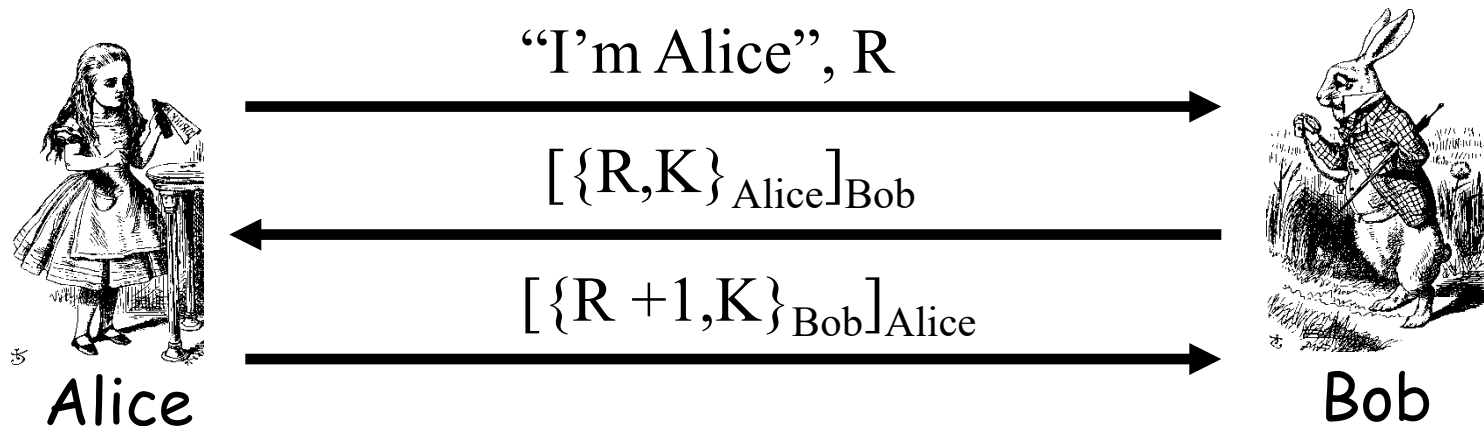 “I’m Alice”, R
[{R,K}Alice]Bob
[{R +1,K}Bob]Alice
Alice
Bob